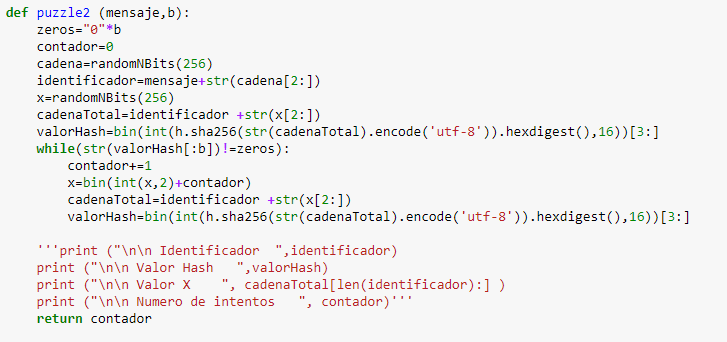 def puzzle2 (mensaje,b):
    zeros="0"*b
    contador=0
    cadena=randomNBits(256)
    identificador=mensaje+str(cadena[2:])
    x=randomNBits(256)
    cadenaTotal=identificador +str(x[2:])
    valorHash=bin(int(h.sha256(str(cadenaTotal).encode('utf-8')).hexdigest(),16))[3:]
    while(str(valorHash[:b])!=zeros):
        contador+=1
        x=bin(int(x,2)+contador)
        cadenaTotal=identificador +str(x[2:])
        valorHash=bin(int(h.sha256(str(cadenaTotal).encode('utf-8')).hexdigest(),16))[3:]
    '''print ("\n\n Identificador  ",identificador)
    print ("\n\n Valor Hash   ",valorHash)
    print ("\n\n Valor X    ", cadenaTotal[len(identificador):] )
    print ("\n\n Numero de intentos   ", contador)'''
    return contador